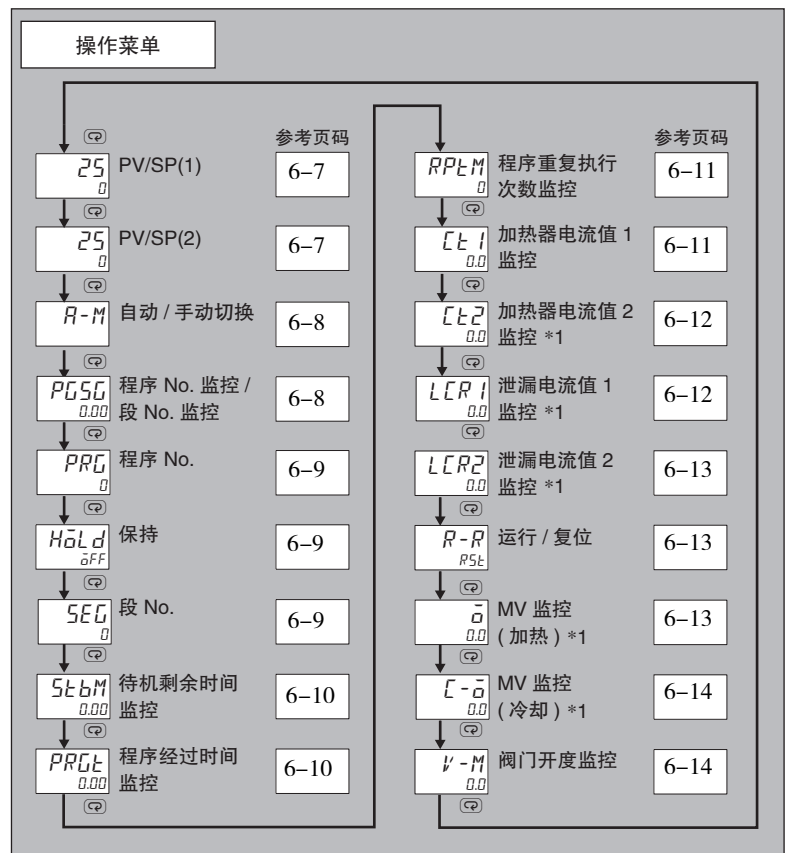 操作菜单
参考页码
25
0
PV/SP(1)
6–7
25
0
PV/SP(2)
6–7
A-M
自动 / 手动切换
6–8
PGSG
0.00
程序 No. 监控 /
段 No. 监控
6–8
PRG
0
程序 No.
6–9
HoLd
oFF
保持
6–9
SEG
0
段 No.
6–9
StbM
0.00
待机剩余时间
监控
6–10
PRGt
0.00
程序经过时间
监控
6–10
参考页码
RPtM
0
程序重复执行
次数监控
6–11
Ct1
0.0
加热器电流值 1
监控
6–11
Ct2
0.0
加热器电流值 2
监控 *1
6–12
LCR1
0.0
泄漏电流值 1
监控 *1
6–12
LCR2
0.0
泄漏电流值 2
监控 *1
6–13
R-R
RSt
运行 / 复位
6–13
o
0.0
MV 监控
( 加热 ) *1
6–13
C-o
0.0
MV 监控
( 冷却 ) *1
6–14
V-M
0.0
阀门开度监控
6–14